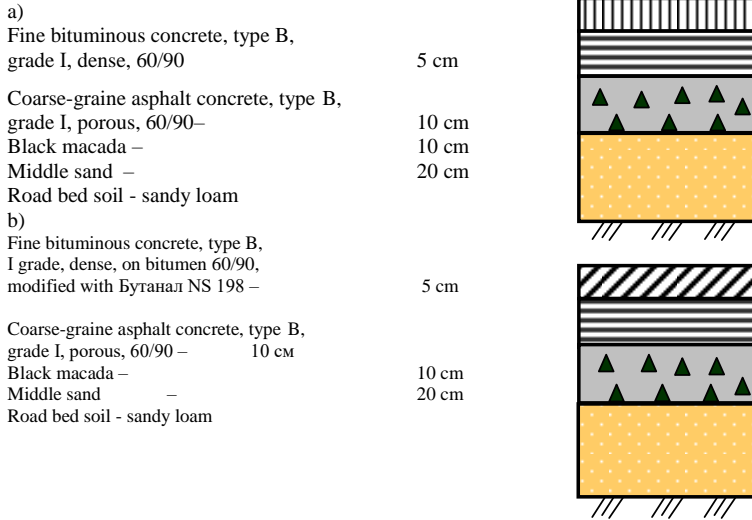 a)
Fine bituminous concrete, type B,
grade I, dense, 60/90 5 cm
Coarse-graine asphalt concrete, type B,
grade I, porous, 60/90– 10 cm
Black macada – 10 cm
Middle sand – 20 cm
Road bed soil - sandy loam
b)
Fine bituminous concrete, type B,
I grade, dense, on bitumen 60/90,
modified with Бутанал NS 198 – 5 cm
Coarse-graine asphalt concrete, type B,
grade I, porous, 60/90 – 10 см
Black macada – 10 cm
Middle sand – 20 cm
Road bed soil - sandy loam